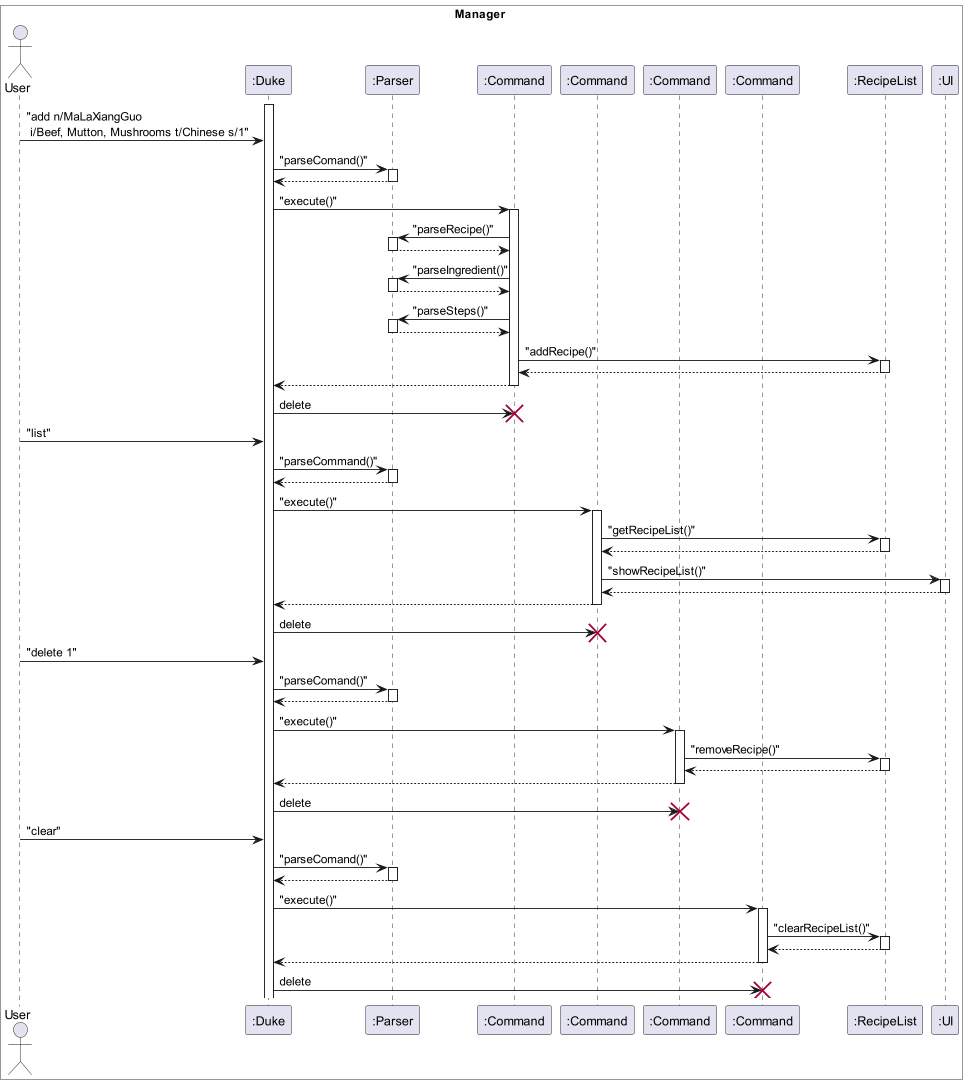 Manager
User
:Duke
:Parser
:Command
:Command
:Command
:Command
:RecipeList
:UI
"add n/MaLaXiangGuo
i/Beef, Mutton, Mushrooms t/Chinese s/1"
"parseComand()"
"execute()"
"parseRecipe()"
"parseIngredient()"
"parseSteps()"
"addRecipe()"
delete
"list"
"parseCommand()"
"execute()"
"getRecipeList()"
"showRecipeList()"
delete
"delete 1"
"parseComand()"
"execute()"
"removeRecipe()"
delete
"clear"
"parseComand()"
"execute()"
"clearRecipeList()"
delete
User
:Duke
:Parser
:Command
:Command
:Command
:Command
:RecipeList
:UI